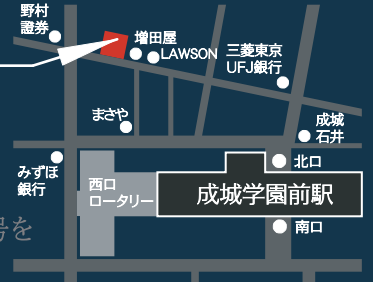 野村
證券
増田屋
LAWSON
三菱東京
UFJ銀行
まさや
成城
石井
みずほ
銀行
西口
ロータリー
北口
成城学園前駅
南口
号を